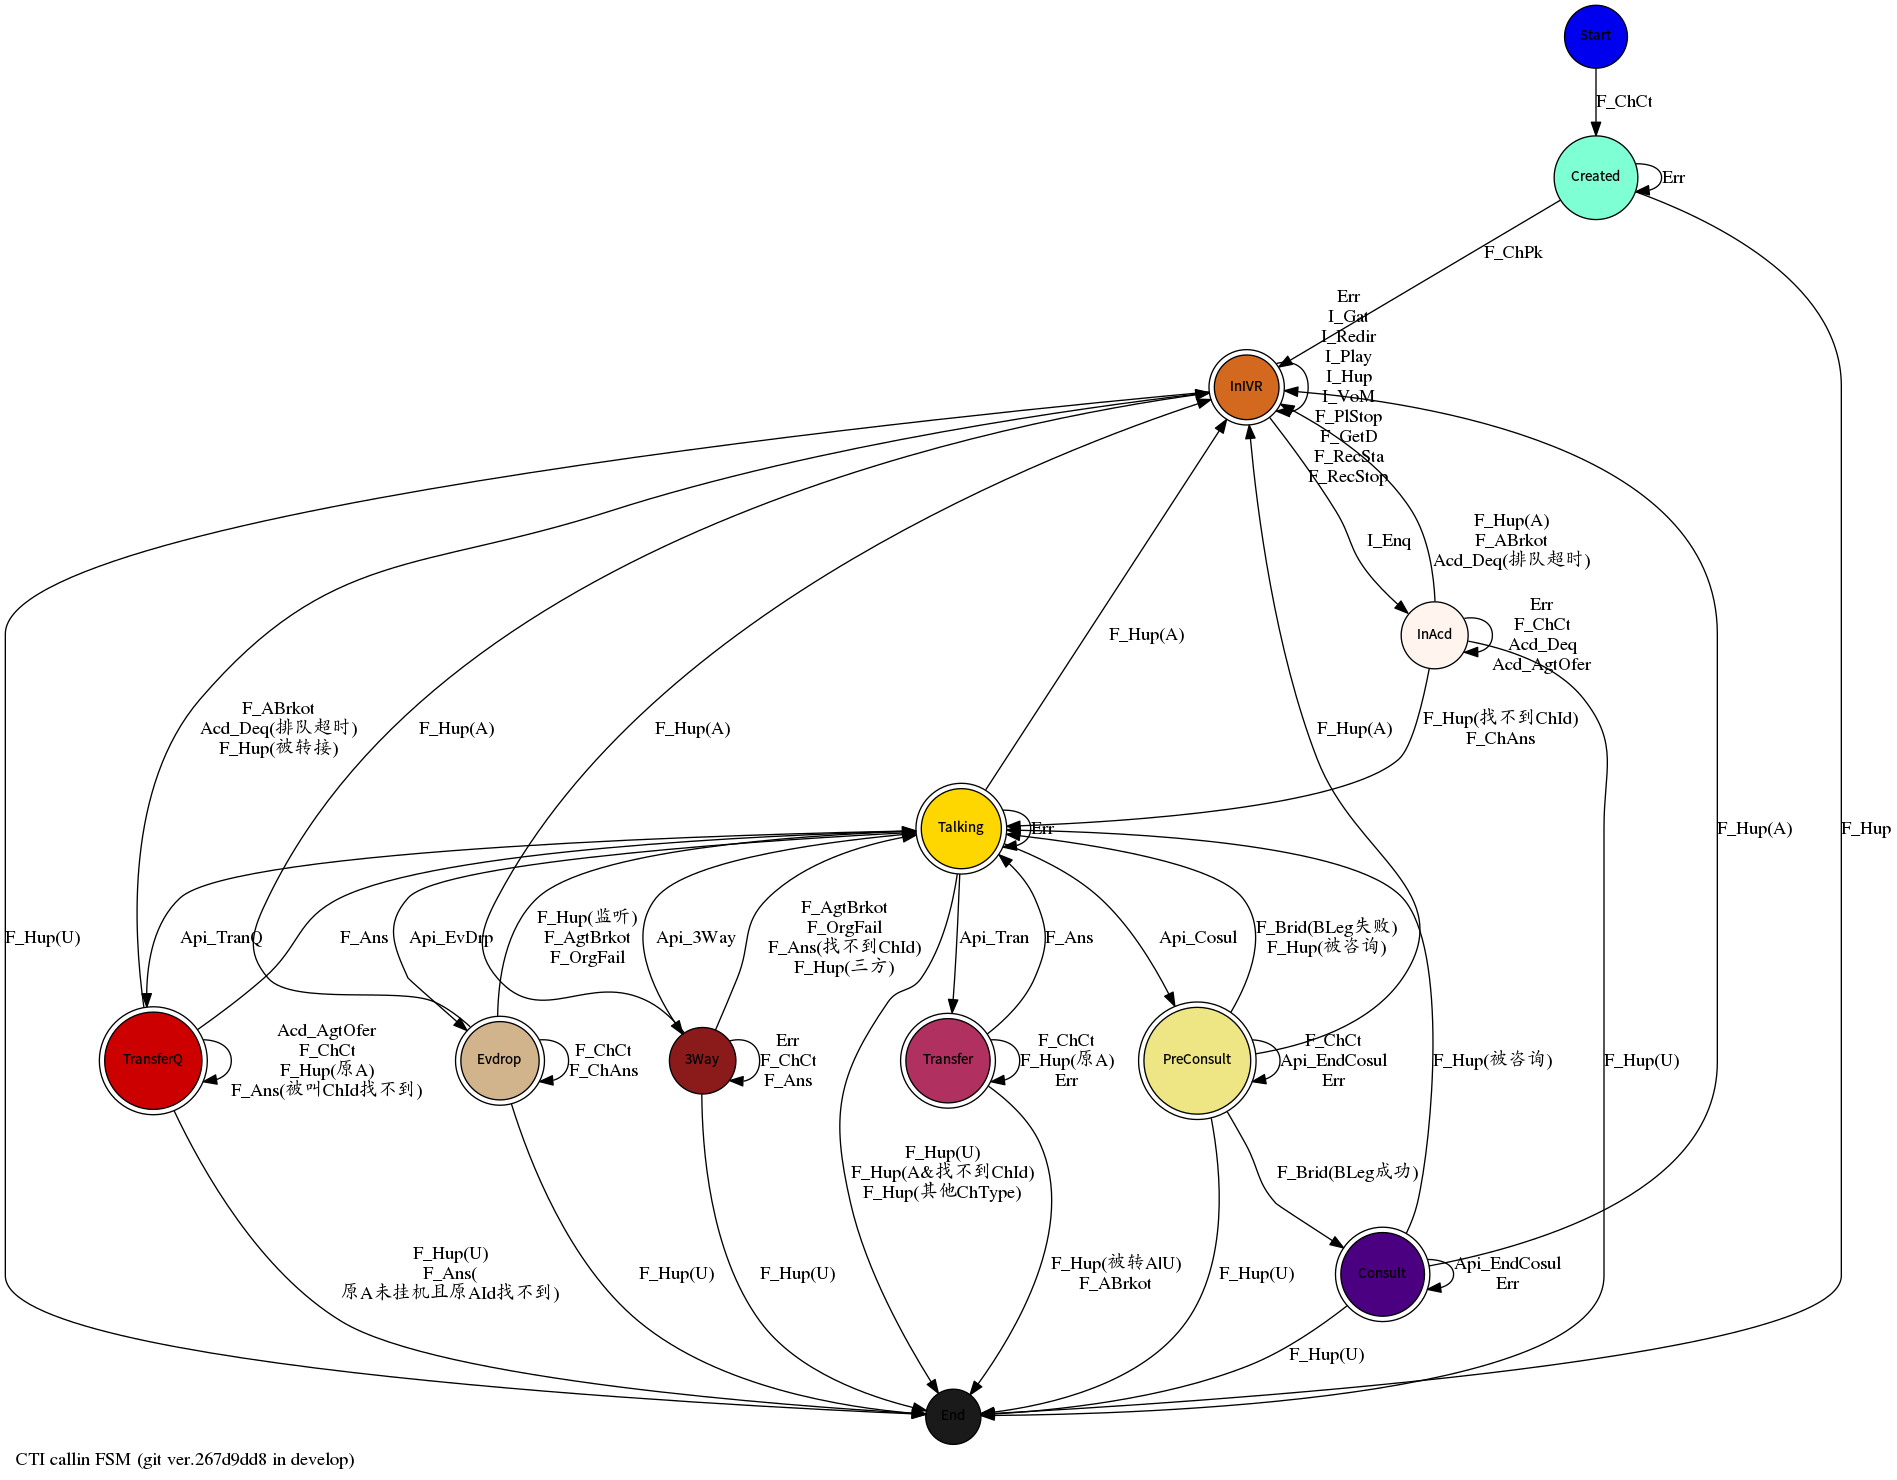 Start
F_ChCt
Created
Err
F_ChPk
Err
I_Gat
I_Redir
I_Play
I_Hup
I_VoM
F_PlStop
F_GetD
F_RecSta
F_RecStop
InIVR
I_Enq
F_Hup(A)
F_ABrkot
Acd_Deq(排队超时)
InAcd
Err
F_ChCt
Acd_Deq
Acd_AgtOfer
F_Hup(A)
F_ABrkot
Acd_Deq(排队超时)
F_Hup(被转接)
F_Hup(A)
F_Hup(A)
F_Hup(A)
F_Hup(找不到ChId)
F_ChAns
Talking
Err
F_Hup(A)
F_Hup
F_Hup(U)
Api_TranQ
F_Ans
Api_EvDrp
F_Hup(监听)
F_AgtBrkot
F_OrgFail
Api_3Way
F_AgtBrkot
F_OrgFail
F_Ans(找不到ChId)
F_Hup(三方)
Api_Tran
F_Ans
Api_Cosul
F_Brid(BLeg失败)
F_Hup(被咨询)
TransferQ
Acd_AgtOfer
F_ChCt
F_Hup(原A)
F_Ans(被叫ChId找不到)
Evdrop
F_ChCt
F_ChAns
3Way
Err
F_ChCt
F_Ans
Transfer
F_ChCt
F_Hup(原A)
Err
PreConsult
F_ChCt
Api_EndCosul
Err
F_Hup(被咨询)
F_Hup(U)
F_Hup(U)
F_Hup(A&找不到ChId)
F_Hup(其他ChType)
F_Brid(BLeg成功)
F_Hup(U)
F_Ans(
原A未挂机且原AId找不到)
F_Hup(U)
F_Hup(U)
F_Hup(被转A|U)
F_ABrkot
F_Hup(U)
Consult
Api_EndCosul
Err
F_Hup(U)
End
CTI callin FSM (git ver.267d9dd8 in develop)